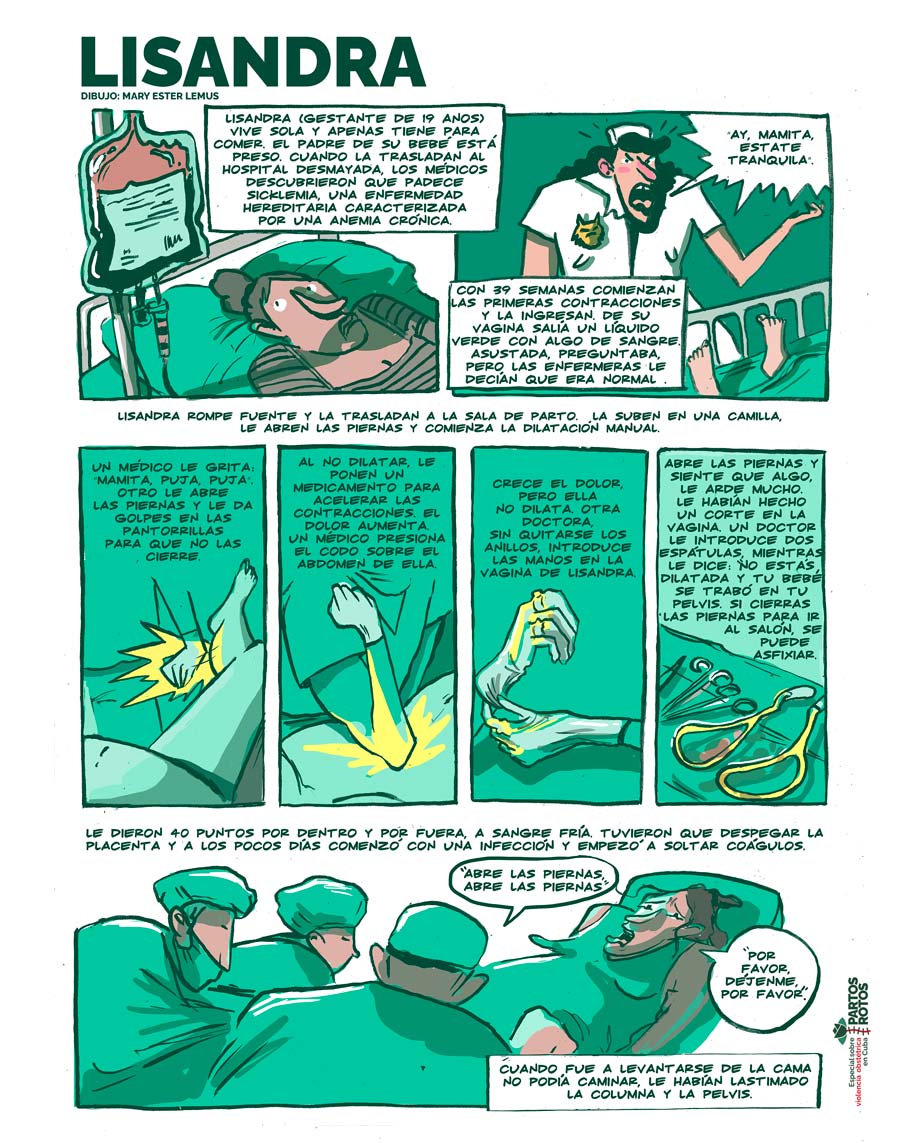 LISANDRA
DIBUJO: MARY ESTER LEMUS
LISANDRA (GESTANTE DE 19 ANOS)
VIVE SOLA Y APENAS TIENE PARA
COMER. EL PADRE DE SU BEBÉ ESTÁ
PRESO. CUANDO LA TRASLADAN AL
HOSPITAL DESMAYADA, LOS MÉDICOS
DESCUBRIERON QUE PADECE
SICKLEMIA, UNA ENFERMEDAD
HEREDITARIA CARACTERIZADA
POR UNA ANEMIA CRÓNICA.
"AY, MAMITA,
ESTATE
TRANQUILA".
CON 39 SEMANAS COMIENZAN
LAS PRIMERAS CONTRACCIONES
Y LA INGRESAN. DE SU
VAGINA SALÍA UN LÍQUIDO
VERDE CON ALGO DE SANGRE.
ASUSTADA, PREGUNTABA,
PERO LAS ENFERMERAS LE
DECÍAN QUE ERA NORMAL .
LISANDRA ROMPE FUENTE Y LA TRASLADAN A LA SALA DE PARTO. LA SUBEN EN UNA CAMILLA,
LE ABREN LAS PIERNAS Y COMIENZA LA DILATACIÓN MANUAL.
UN MÉDICO LE GRITA:
"MAMITA, PUJA, PUJA".
OTRO LE ABRE
LAS PIERNAS Y LE DA
GOLPES EN LAS
PANTORRILLAS
PARA QUE NO LAS
CIERRE.
AL NO DILATAR, LE
PONEN UN
MEDICAMENTO PARA
ACELERAR LAS
CONTRACCIONES. EL
DOLOR AUMENTA.
UN MÉDICO PRESIONA
EL CODO SOBRE EL
ABDOMEN DE ELLA.
CRECE EL DOLOR,
PERO ELLA
NO DILATA. OTRA
DOCTORA,
SIN QUITARSE LOS
ANILLOS, INTRODUCE
LAS MANOS EN LA
VAGINA DE LISANDRA.
ABRE LAS PIERNAS Y
SIENTE QUE ALGO,
LE ARDE MUCHO.
LE HABÍAN HECHO
UN CORTE EN LA
VAGINA. UN DOCTOR
LE INTRODUCE DOS
ESPÁTULAS, MIENTRAS
LE DICE: "NO ESTÁS
DILATADA Y TU BEBÉ
SE TRABÓ EN TU
PELVIS. SI CIERRAS
LAS PIERNAS PARA IR
AL SALÓN, SE
PUEDE
ASFIXIAR.
LE DIERON 40 PUNTOS POR DENTRO Y POR FUERA, A SANGRE FRÍA. TUVIERON QUE DESPEGAR LA
PLACENTA Y A LOS POCOS DÍAS COMENZÓ CON UNA INFECCIÓN Y EMPEZÓ A SOLTAR COÁGULOS.
"ABRE LAS PIERNAS,
ABRE LAS PIERNAS"
"POR
FAVOR,
DÉJENME,
POR FAVOR".
CUANDO FUE A LEVANTARSE DE LA CAMA
NO PODÍA CAMINAR, LE HABÍAN LASTIMADO
LA COLUMNA Y LA PELVIS.
Especial sobre
violencia obstétrica
en Cuba
#PARTOS
ROTOS